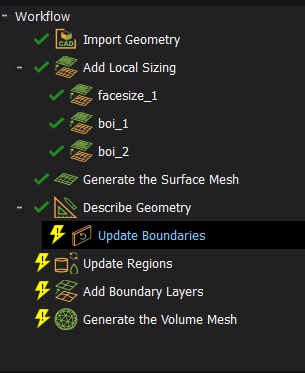 Workflow
CAD
Import Geometry
Add Local Sizing
facesize_1
boi_1
boi_2
Generate the Surface Mesh
Describe Geometry
Update Boundaries
Update Regions
Add Boundary Layers
Generate the Volume Mesh